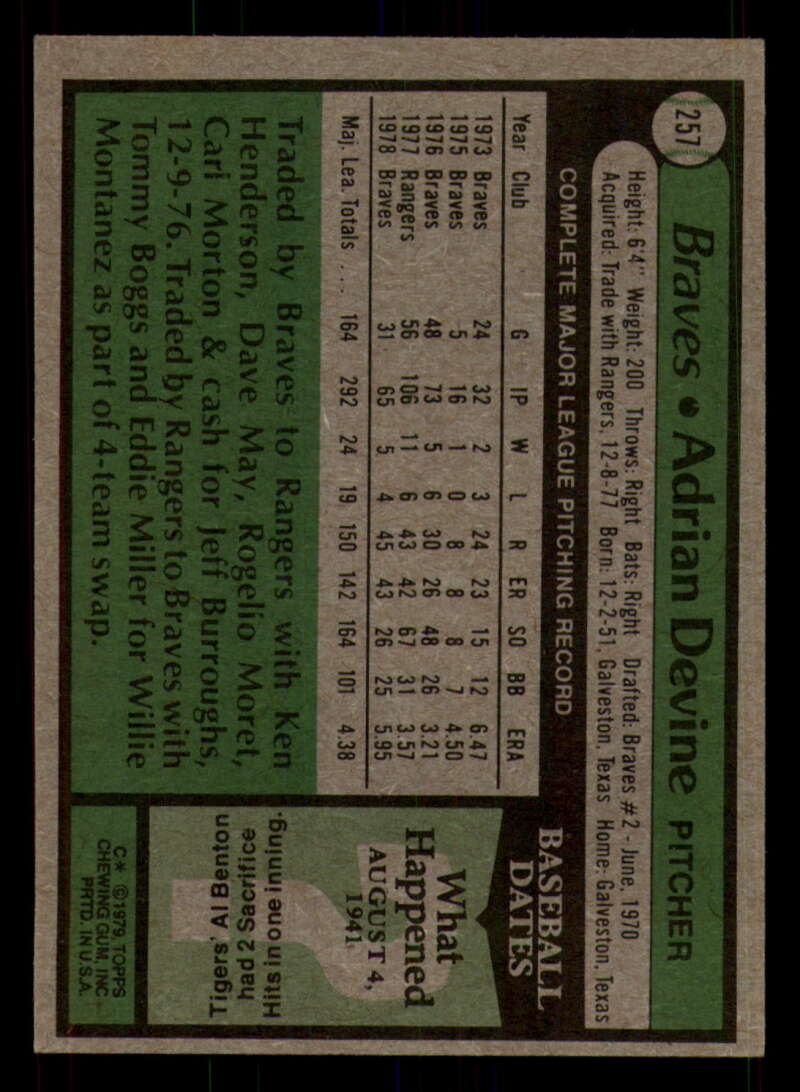 257
Braves • Adrian Devine PITCHER
Height: 6'4" Weight: 200 Throws: Right Bats: Right Drafted: Braves #2 - June, 1970
Acquired: Trade with Rangers, 12-8-77 Born: 12-2-51, Galveston, Texas Home: Galveston, Texas
COMPLETE MAJOR LEAGUE PITCHING RECORD
Year Club G IP W L R ER SO BB ERA
1973 Braves 24 32 2 3 24 23 15 12 6.47
1975 Braves 5 16 1 0 8 8 8 7 4.50
1976 Braves 48 73 5 6 30 26 48 26 3.21
1977 Rangers 56 106 11 6 43 42 67 31 3.57
1978 Braves 31 65 5 4 45 43 26 25 5.95
Maj. Lea. Totals ... 164 292 24 19 150 142 164 101 4.38
Traded by Braves to Rangers with Ken
Henderson, Dave May, Rogelio Moret,
Carl Morton & cash for Jeff Burroughs,
12-9-76. Traded by Rangers to Braves with
Tommy Boggs and Eddie Miller for Willie
Montanez as part of 4-team swap.
BASEBALL
DATES
What
Happened
AUGUST 4,
1941
?
Tigers' Al Benton
had 2 Sacrifice
Hits in one inning.
C* ©1979 TOPPS
CHEWING GUM, INC.
PRTD. IN U.S.A.